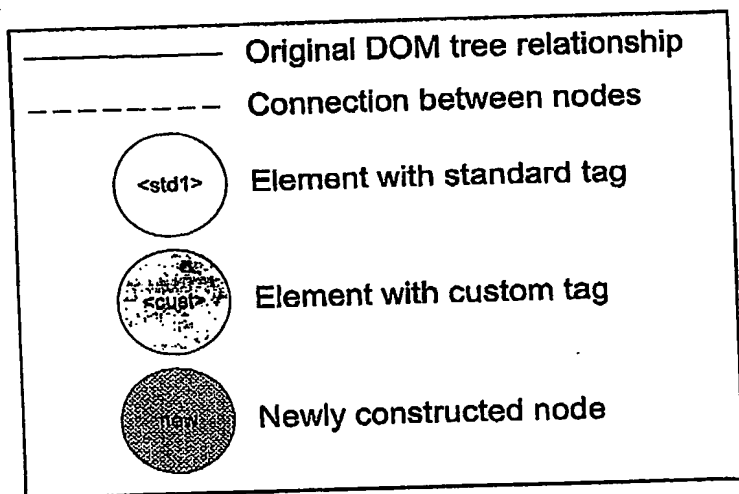 Original DOM tree relationship
Connection between nodes
<std1> Element with standard tag
<cust> Element with custom tag
new Newly constructed node